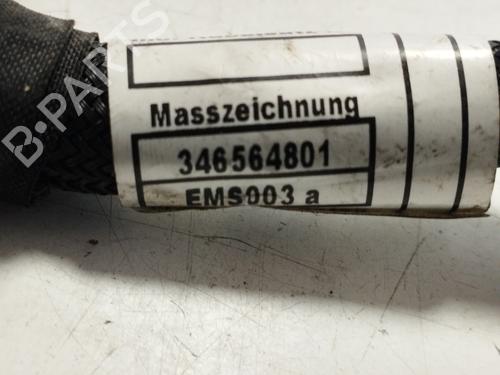 Masszeichnung
346564801
EMS003 a
B-PARTS